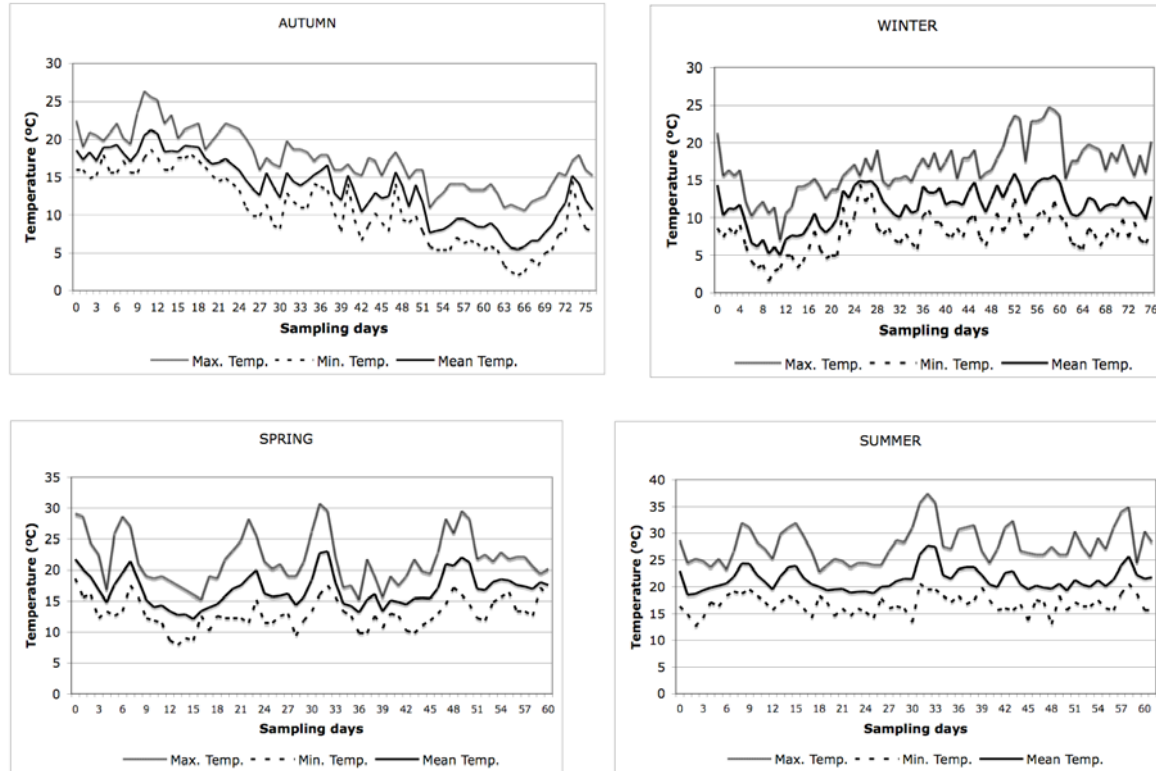 AUTUMN
Temperature (ºC)
30
25
20
15
10
5
0
0 3 6 9 12 15 18 21 24 27 30 33 36 39 42 45 48 51 54 57 60 63 66 69 72 75
Sampling days
Max. Temp. Min. Temp. Mean Temp.
WINTER
Temperature (ºC)
30
25
20
15
10
5
0
0 4 8 12 16 20 24 28 32 36 40 44 48 52 56 60 64 68 72 76
Sampling days
Max. Temp. Min. Temp. Mean Temp.
SPRING
Temperature (ºC)
35
30
25
20
15
10
5
0
0 3 6 9 12 15 18 21 24 27 30 33 36 39 42 45 48 51 54 57 60
Sampling days
Max. Temp. Min. Temp. Mean Temp.
SUMMER
Temperature (ºC)
40
35
30
25
20
15
10
5
0
0 3 6 9 12 15 18 21 24 27 30 33 36 39 42 45 48 51 54 57 60
Sampling days
Max. Temp. Min. Temp. Mean Temp.